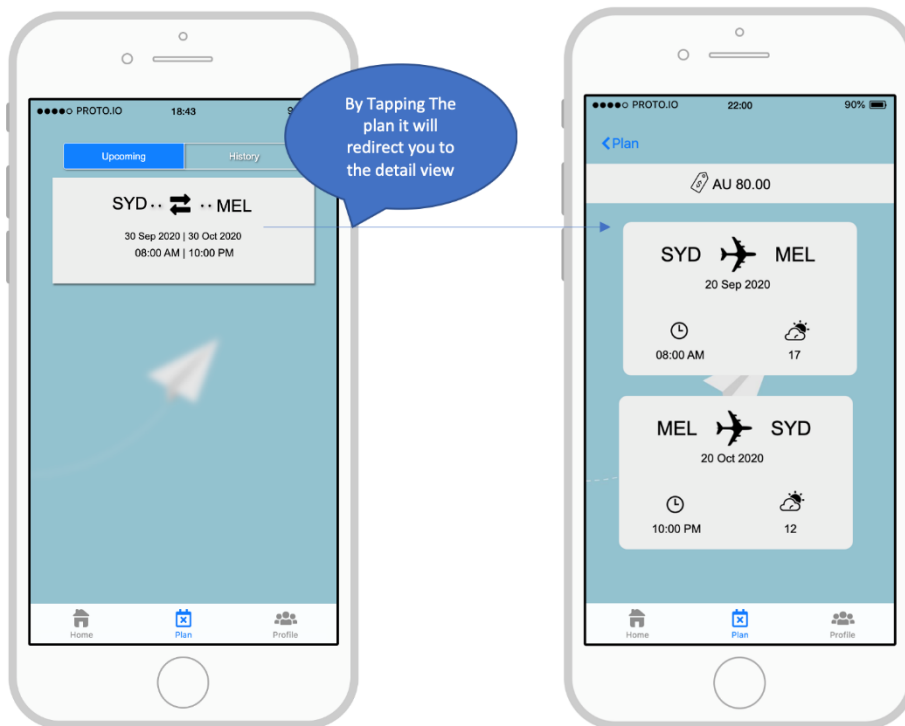 PROTO.IO 18:43 9
Upcoming History
SYD MEL
30 Sep 2020 | 30 Oct 2020
08:00 AM | 10:00 PM
Home Plan Profile
By Tapping The
plan it will
redirect you to
the detail view
PROTO.IO 22:00 90%
Plan
AU 80.00
SYD MEL
20 Sep 2020
08:00 AM 17
MEL SYD
20 Oct 2020
10:00 PM 12
Home Plan Profile